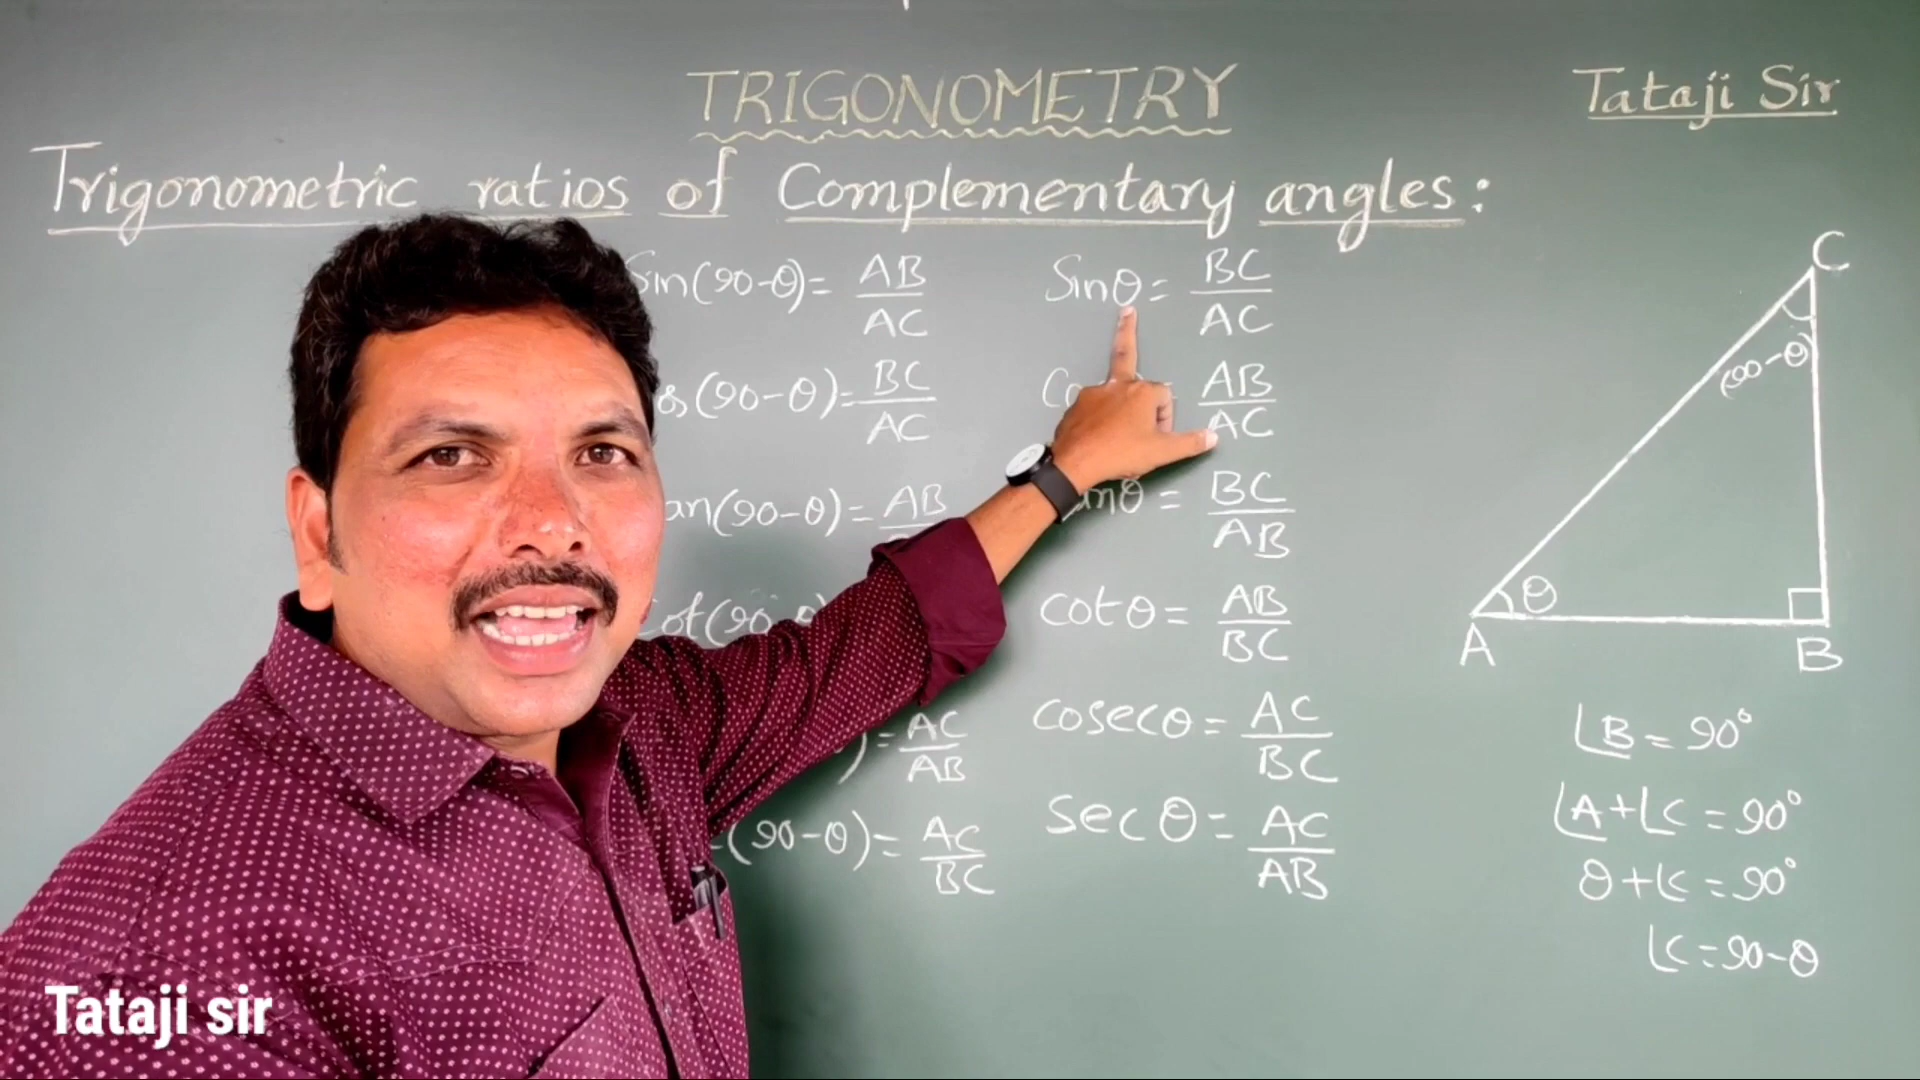 TRIGONOMETRY
Tataji Sir
Trigonometric ratios of Complementary angles:
Sin(90-θ)= AB/AC
Sinθ= BC/AC
(90-θ)= BC/AC
= AB/AC
(90-θ)= AB
= BC/AB
cotθ= AB/BC
= AC/AB
cosecθ= AC/BC
(90-θ)= AC/BC
secθ= AC/AB
C
(90-θ)
θ
A
B
∠B = 90°
∠A+∠C = 90°
θ+∠C = 90°
∠C = 90-θ
Tataji sir